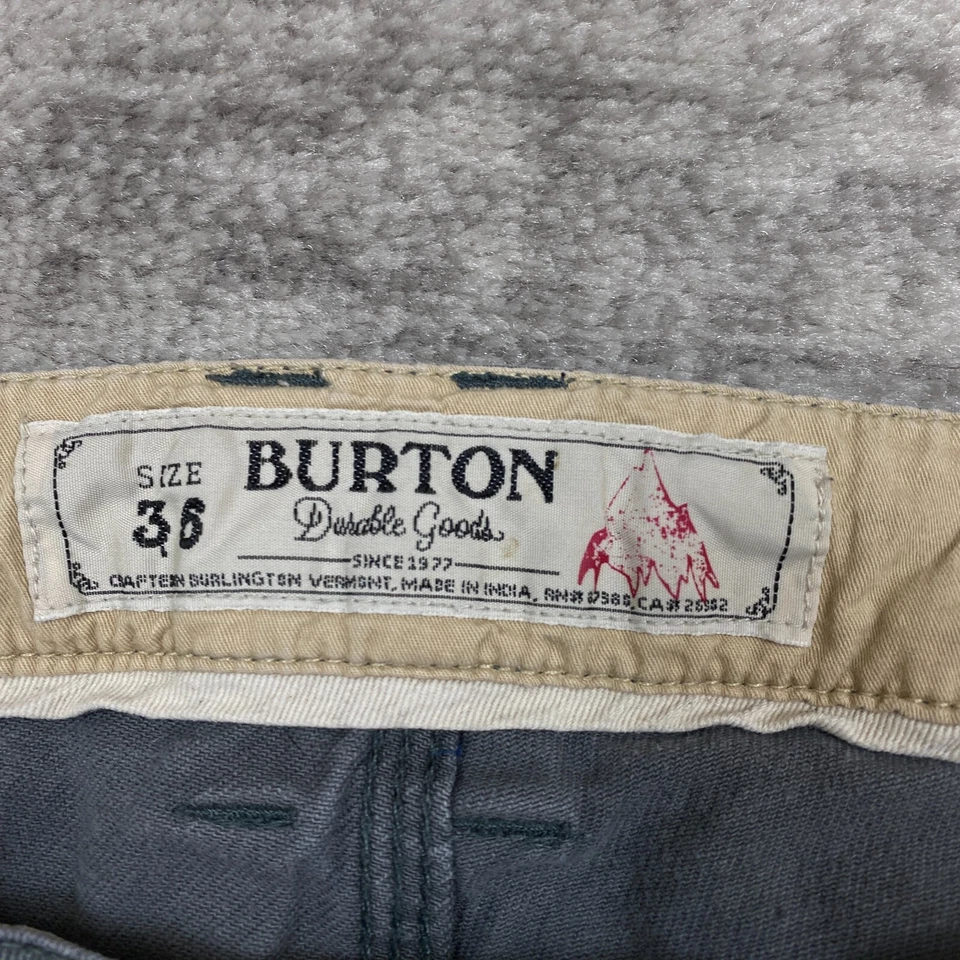 SIZE
36
BURTON
Durable Goods
SINCE 1977
BURLINGTON VERMONT, MADE IN INDIA, RN# CA#